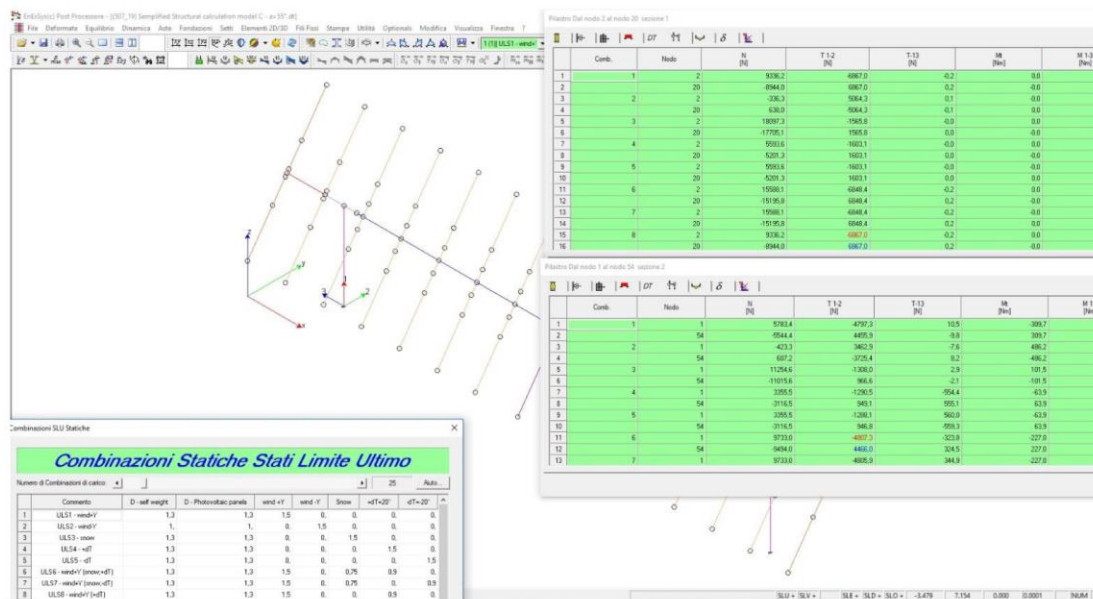 EnExSys(c) Post Processore - [(507_19) Semplified Structural calculation model C - a=55°.dt]
File Deformate Equilibrio Dinamica Aste Fondazioni Setti Elementi 2D/3D Fili Fissi Stampe Utilità Optionals Modifica Visualizza Finestra ?
1 (1)| ULS1 - wind+
z
y
x
3
1
2
Pilastro Dal nodo 2 al nodo 20 sezione 1
DT
δ
Comb. Nodo N [N] T 1-2 [N] T-13 [N] Mt [Nm] M 1-3 [Nm]
1 1 2 9336,2 -6867,0 -0,2 0,0
2 20 -8944,0 6867,0 0,2 -0,0
3 2 2 -336,3 5064,3 0,1 -0,0
4 20 638,0 -5064,3 -0,1 0,0
5 3 2 18097,3 -1565,8 -0,0 0,0
6 20 -17705,1 1565,8 0,0 -0,0
7 4 2 5593,6 -1603,1 -0,0 0,0
8 20 -5201,3 1603,1 0,0 -0,0
9 5 2 5593,6 -1603,1 -0,0 0,0
10 20 -5201,3 1603,1 0,0 -0,0
11 6 2 15588,1 -6848,4 -0,2 0,0
12 20 -15195,8 6848,4 0,2 -0,0
13 7 2 15588,1 -6848,4 -0,2 0,0
14 20 -15195,8 6848,4 0,2 -0,0
15 8 2 9336,2 -6867,0 -0,2 0,0
16 20 -8944,0 6867,0 0,2 -0,0
Pilastro Dal nodo 1 al nodo 54 sezione 2
DT
δ
Comb. Nodo N [N] T 1-2 [N] T-13 [N] Mt [Nm]
1 1 1 5783,4 -4797,3 10,5 -309,7
2 54 -5544,4 4455,9 -9,8 309,7
3 2 1 -423,3 3462,9 -7,6 486,2
4 54 687,2 -3725,4 8,2 -486,2
5 3 1 11254,6 -1308,0 2,9 101,5
6 54 -11015,6 966,6 -2,1 -101,5
7 4 1 3355,5 -1290,5 -554,4 -63,9
8 54 -3116,5 949,1 555,1 63,9
9 5 1 3355,5 -1288,1 560,0 -63,9
10 54 -3116,5 946,8 -559,3 63,9
11 6 1 9733,0 -4807,3 -323,8 -227,0
12 54 -9494,0 4466,0 324,5 227,0
13 7 1 9733,0 -4805,9 344,9 -227,0
Combinazioni SLU Statiche
Combinazioni Statiche Stati Limite Ultimo
Numero di Combinazioni di carico: 25 Auto...
Commento D - self weight D - Photovoltaic panels wind +Y wind -Y Snow +dT=20° -dT=-20°
1 ULS1 - wind+Y 1,3 1,3 1,5 0, 0, 0, 0,
2 ULS2 - wind-Y 1, 1, 0, 1,5 0, 0, 0,
3 ULS3 - snow 1,3 1,3 0, 0, 1,5 0, 0,
4 ULS4 - +dT 1,3 1,3 0, 0, 0, 1,5 0,
5 ULS5 - -dT 1,3 1,3 0, 0, 0, 0, 1,5
6 ULS6 - wind+Y (snow;+dT) 1,3 1,3 1,5 0, 0,75 0,9 0,
7 ULS7 - wind+Y (snow;-dT) 1,3 1,3 1,5 0, 0,75 0, 0,9
8 ULS8 - wind+Y (+dT) 1,3 1,3 1,5 0, 0, 0,9 0,
SLU + SLV + SLE + SLD + SLO + -3.479 7.154 0.000 0.0001 NUM